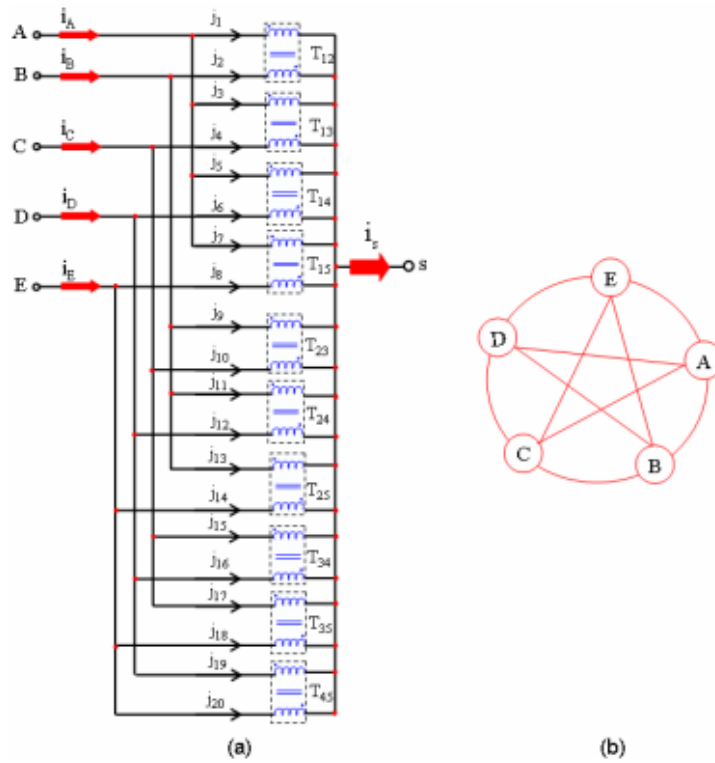 A i_A j_1
T_12
B i_B j_2
j_3
T_13
C i_C j_4
j_5
T_14
D i_D j_6
j_7
T_15 i_s s
E i_E j_8
j_9
T_23
j_10
j_11
T_24
j_12
j_13
T_25
j_14
j_15
T_34
j_16
j_17
T_35
j_18
j_19
T_45
j_20
E
D
A
C
B
(a) (b)